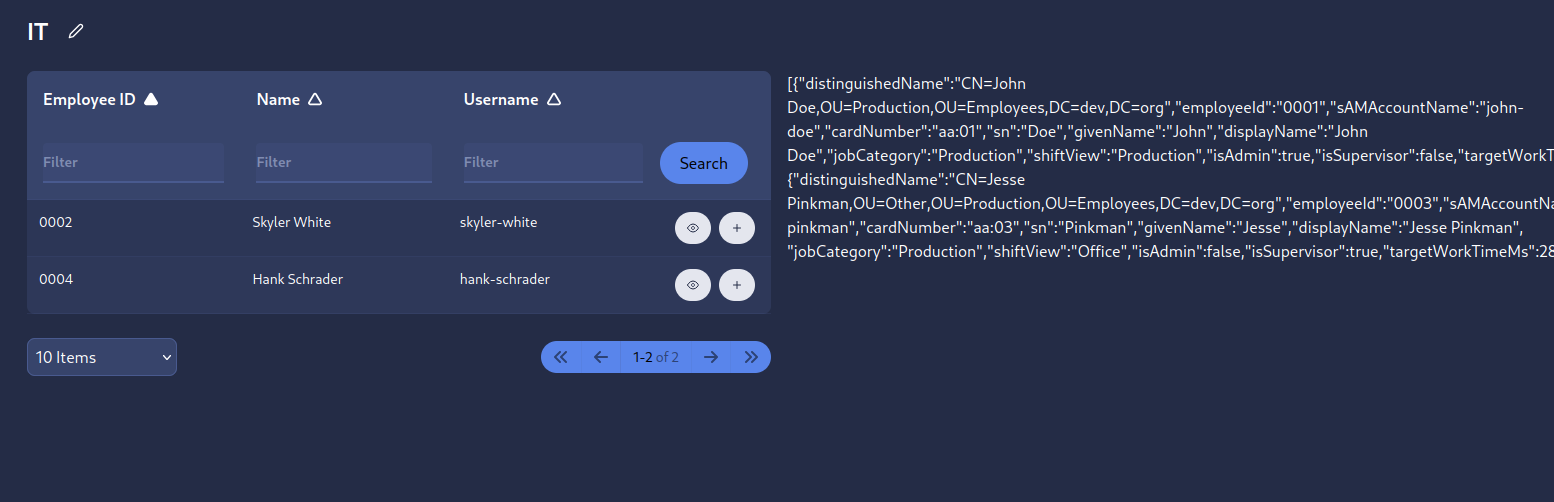 IT
Employee ID
Name
Username
Filter
Filter
Filter
Search
0002
Skyler White
skyler-white
0004
Hank Schrader
hank-schrader
10 Items
1-2 of 2
[{"distinguishedName":"CN=John
Doe,OU=Production,OU=Employees,DC=dev,DC=org","employeeId":"0001","sAMAccountName":"john-
doe","cardNumber":"aa:01","sn":"Doe","givenName":"John","displayName":"John
Doe","jobCategory":"Production","shiftView":"Production","isAdmin":true,"isSupervisor":false,"targetWorkT
{"distinguishedName":"CN=Jesse
Pinkman,OU=Other,OU=Production,OU=Employees,DC=dev,DC=org","employeeId":"0003","sAMAccountNa
pinkman","cardNumber":"aa:03","sn":"Pinkman","givenName":"Jesse","displayName":"Jesse Pinkman",
"jobCategory":"Production","shiftView":"Office","isAdmin":false,"isSupervisor":true,"targetWorkTimeMs":28